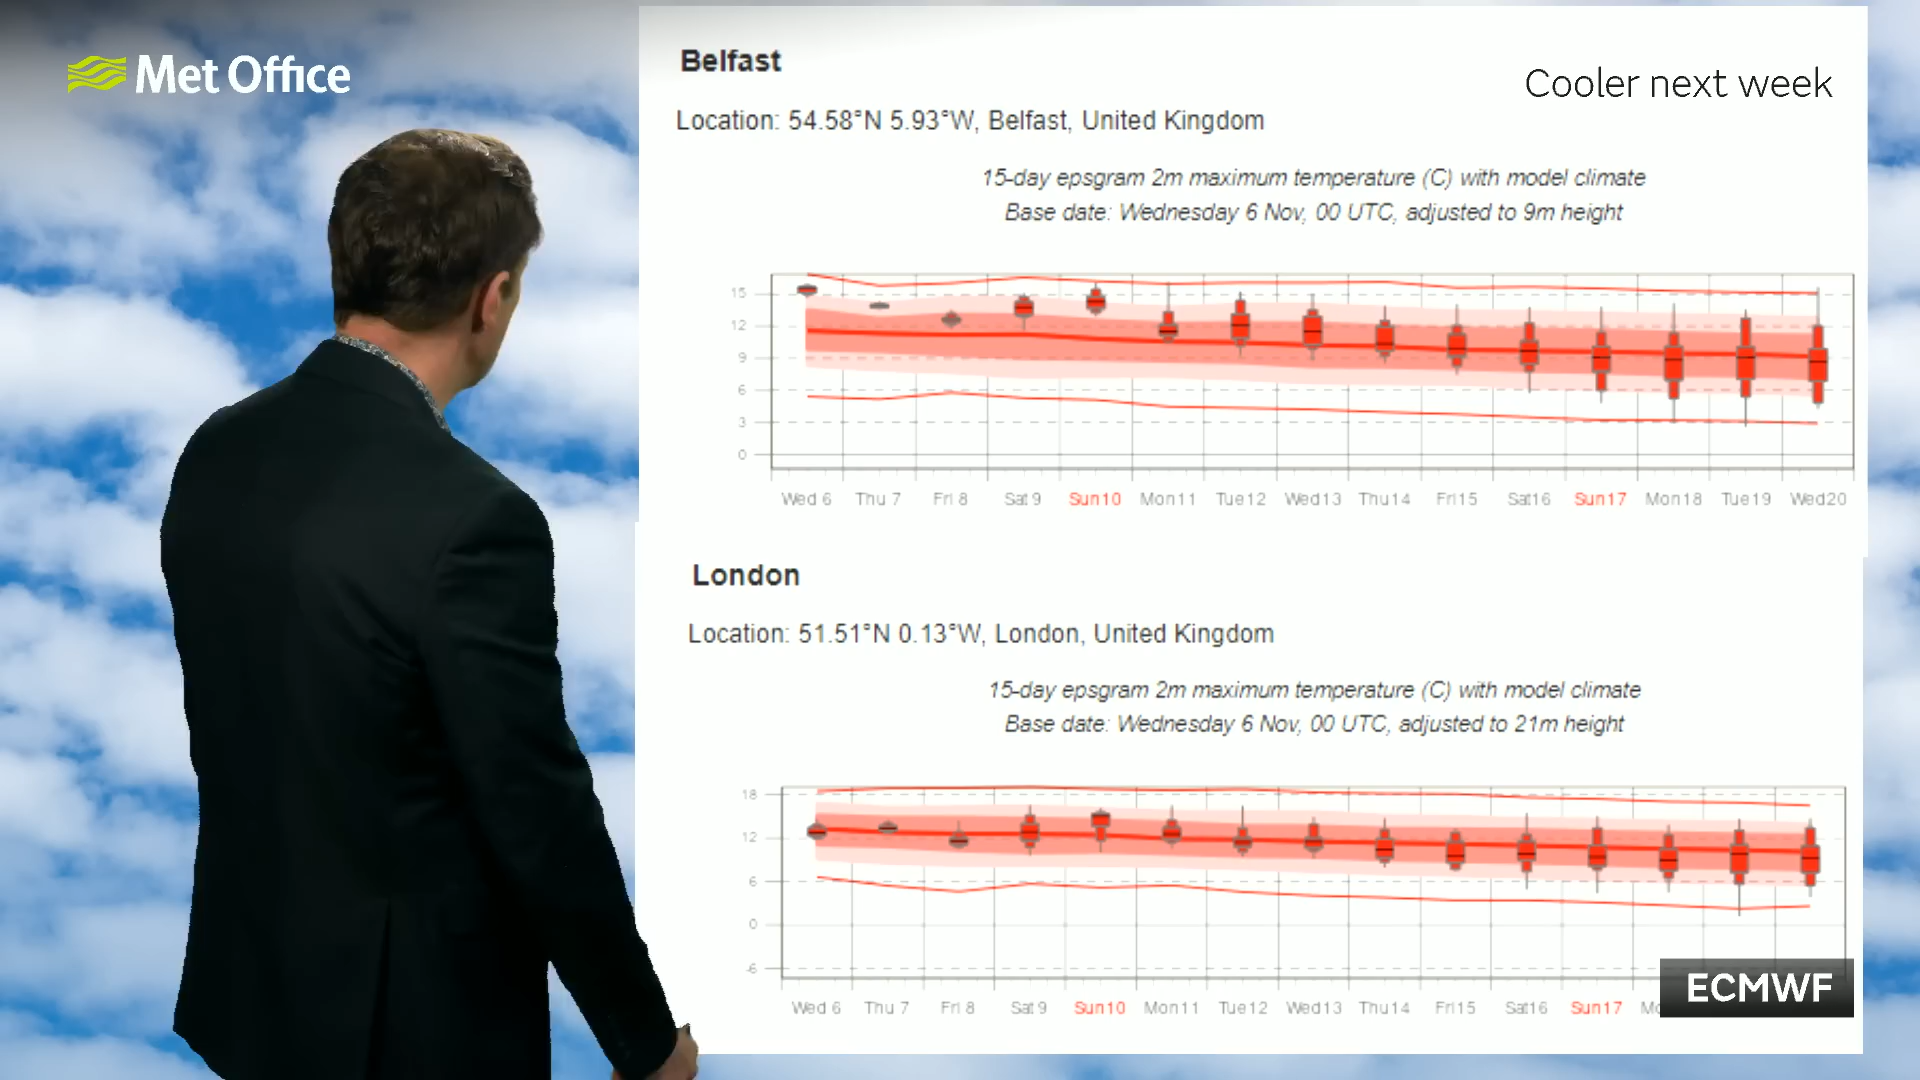 Met Office
Cooler next week
Belfast
Location: 54.58°N 5.93°W, Belfast, United Kingdom
15-day epsgram 2m maximum temperature (C) with model climate
Base date: Wednesday 6 Nov, 00 UTC, adjusted to 9m height
15
12
9
6
3
0
Wed 6 Thu 7 Fri 8 Sat 9 Sun10 Mon11 Tue12 Wed13 Thu14 Fri15 Sat16 Sun17 Mon18 Tue19 Wed20
London
Location: 51.51°N 0.13°W, London, United Kingdom
15-day epsgram 2m maximum temperature (C) with model climate
Base date: Wednesday 6 Nov, 00 UTC, adjusted to 21m height
18
12
6
0
-6
Wed 6 Thu 7 Fri 8 Sat 9 Sun10 Mon11 Tue12 Wed13 Thu14 Fri15 Sat16 Sun17
ECMWF